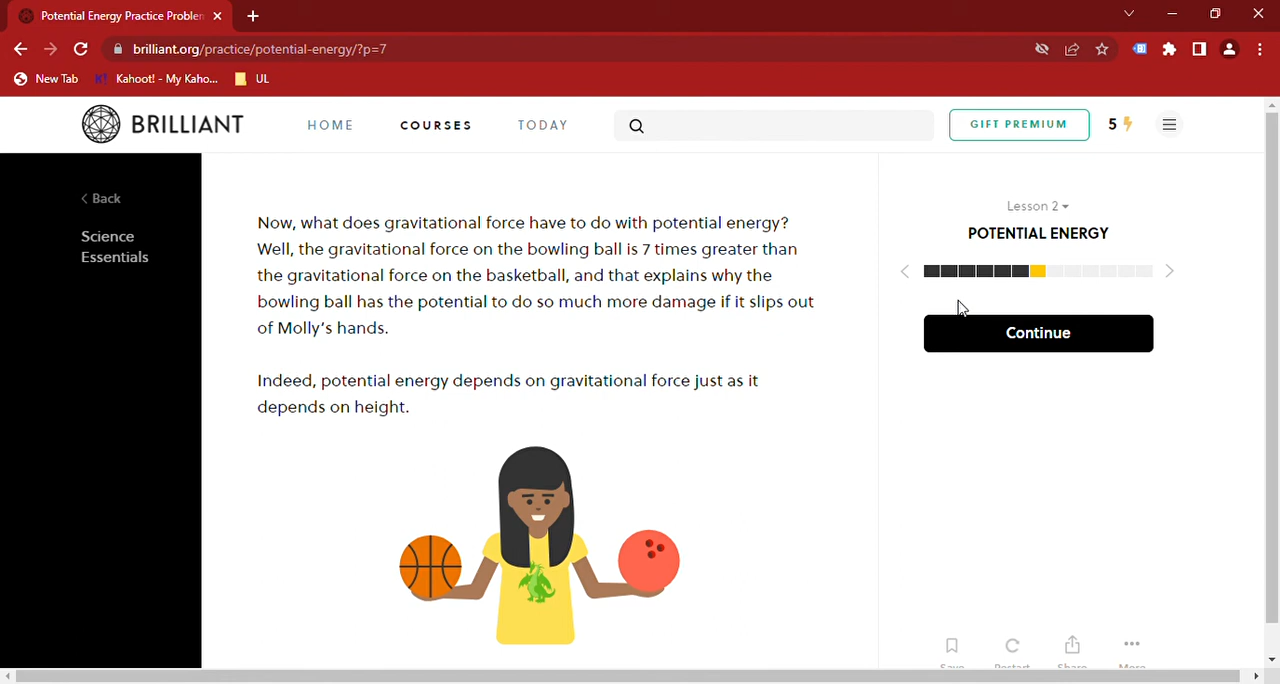 Potential Energy Practice Problem
brilliant.org/practice/potential-energy/?p=7
New Tab
K! Kahoot! - My Kaho...
UL
BRILLIANT
HOME
COURSES
TODAY
GIFT PREMIUM
5
< Back
Science
Essentials
Now, what does gravitational force have to do with potential energy?
Well, the gravitational force on the bowling ball is 7 times greater than
the gravitational force on the basketball, and that explains why the
bowling ball has the potential to do so much more damage if it slips out
of Molly's hands.
Indeed, potential energy depends on gravitational force just as it
depends on height.
Lesson 2
POTENTIAL ENERGY
Continue
Save
Restart
Share
More